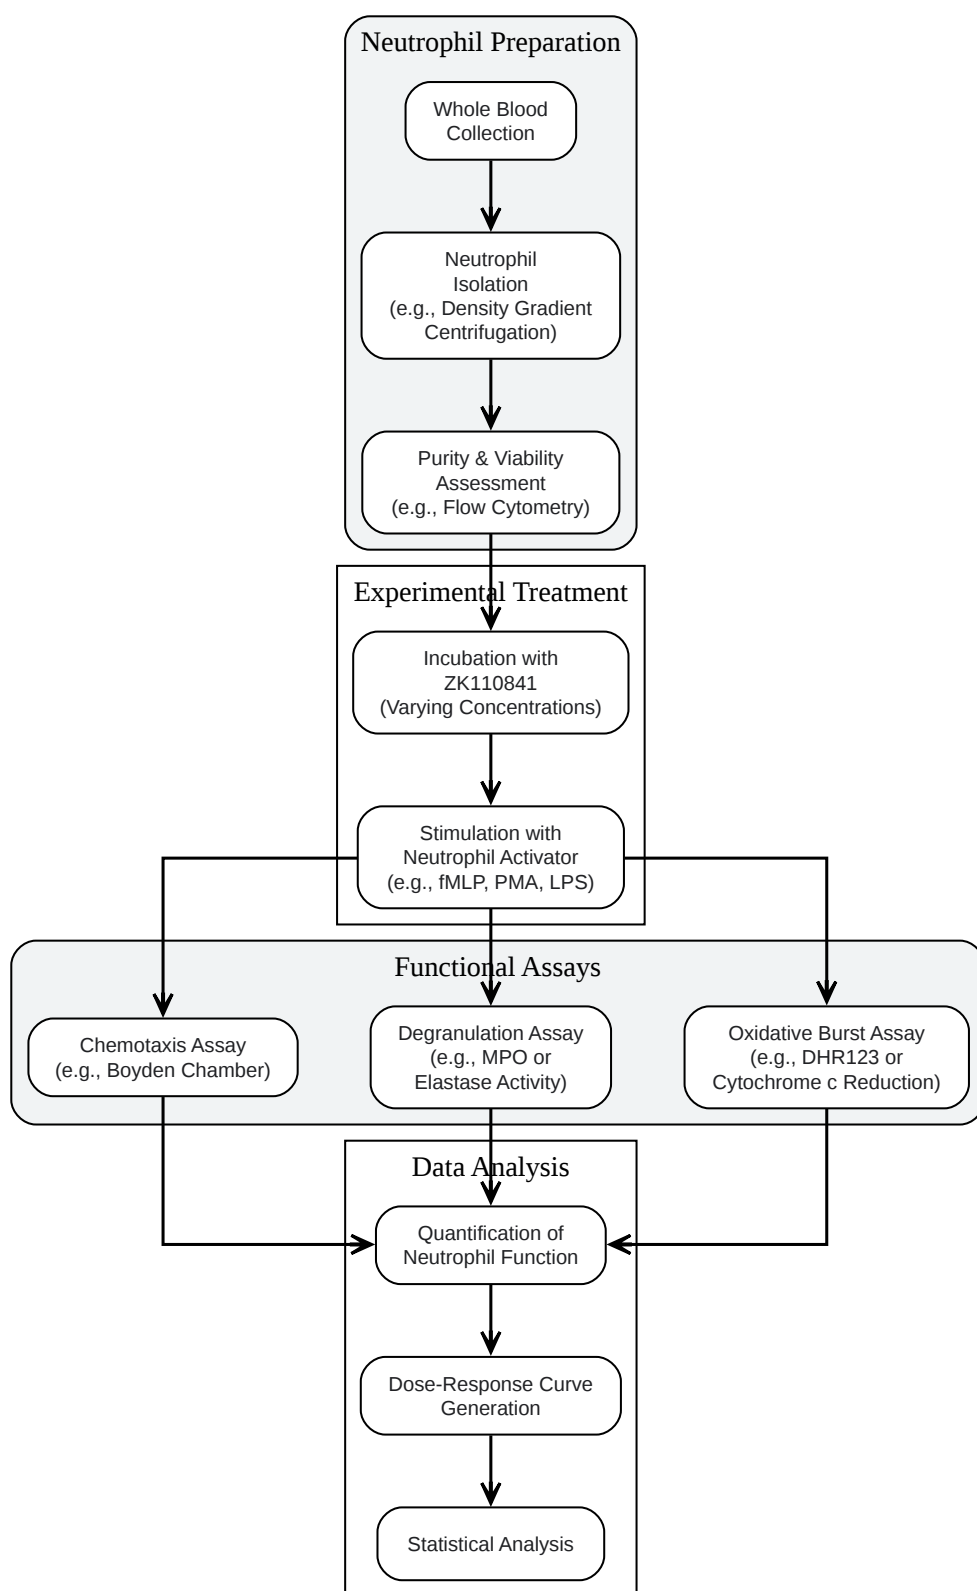 Neutrophil Preparation
Whole Blood
Collection
Neutrophil
Isolation
(e.g., Density Gradient
Centrifugation)
Purity & Viability
Assessment
(e.g., Flow Cytometry)
Experimental Treatment
Incubation with
ZK110841
(Varying Concentrations)
Stimulation with
Neutrophil Activator
(e.g., fMLP, PMA, LPS)
Functional Assays
Chemotaxis Assay
(e.g., Boyden Chamber)
Degranulation Assay
(e.g., MPO or
Elastase Activity)
Oxidative Burst Assay
(e.g., DHR123 or
Cytochrome c Reduction)
Data Analysis
Quantification of
Neutrophil Function
Dose-Response Curve
Generation
Statistical Analysis